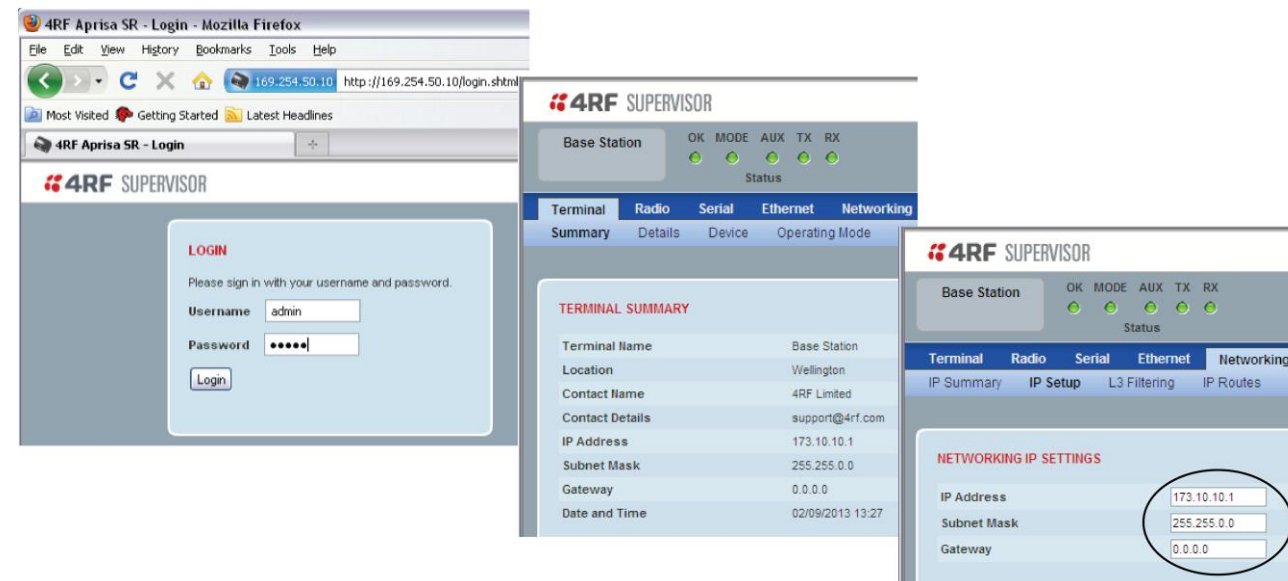 4RF Aprisa SR - Login - Mozilla Firefox
File Edit View History Bookmarks Tools Help
169.254.50.10 http://169.254.50.10/login.shtml
Most Visited Getting Started Latest Headlines
4RF Aprisa SR - Login
4RF SUPERVISOR
LOGIN
Please sign in with your username and password.
Username admin
Password •••••
Login
4RF SUPERVISOR
Base Station
OK MODE AUX TX RX
Status
Terminal Radio Serial Ethernet Networking
Summary Details Device Operating Mode
TERMINAL SUMMARY
Terminal Name Base Station
Location Wellington
Contact Name 4RF Limited
Contact Details support@4rf.com
IP Address 173.10.10.1
Subnet Mask 255.255.0.0
Gateway 0.0.0.0
Date and Time 02/09/2013 13:27
4RF SUPERVISOR
Base Station
OK MODE AUX TX RX
Status
Terminal Radio Serial Ethernet Networking
IP Summary IP Setup L3 Filtering IP Routes
NETWORKING IP SETTINGS
IP Address 173.10.10.1
Subnet Mask 255.255.0.0
Gateway 0.0.0.0